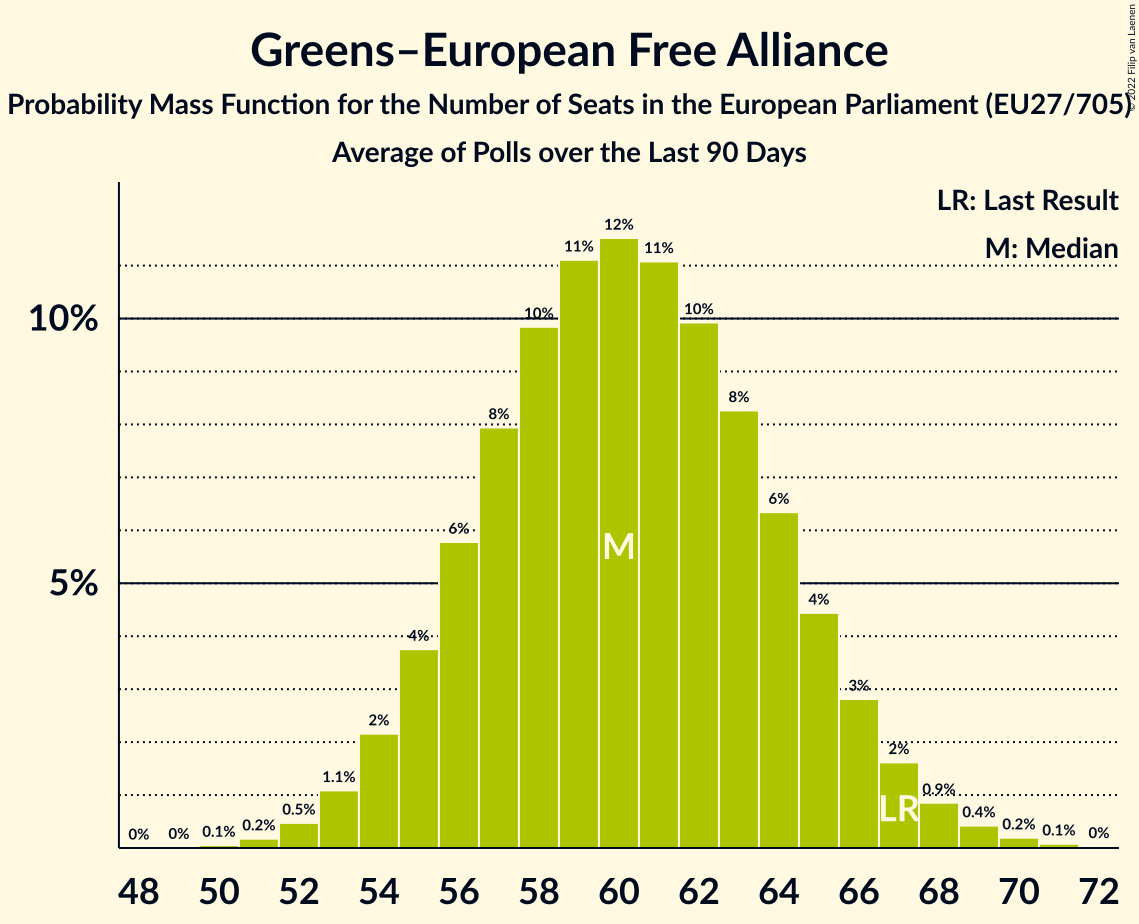 Greens–European Free Alliance
© 2022 Filip van Laenen
Probability Mass Function for the Number of Seats in the European Parliament (EU27/705)
Average of Polls over the Last 90 Days
LR: Last Result
M: Median
10%
5%
0% 0% 0.1% 0.2% 0.5% 1.1% 2% 4% 6% 8% 10% 11% 12% 11% 10% 8% 6% 4% 3% 2% 0.9% 0.4% 0.2% 0.1% 0%
M
LR
48 50 52 54 56 58 60 62 64 66 68 70 72